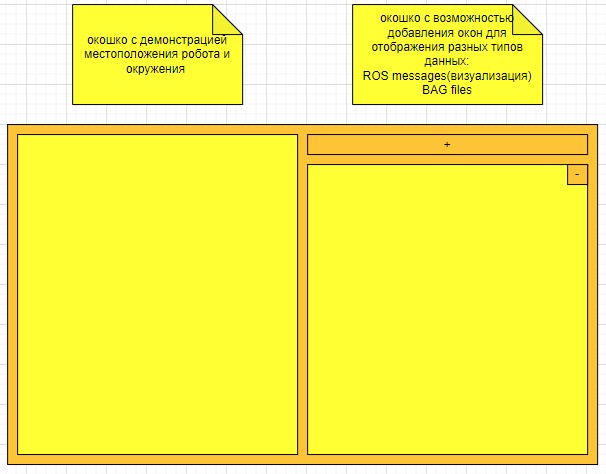 окошко с демонстрацией
местоположения робота и
окружения
окошко с возможностью
добавления окон для
отображения разных типов
данных:
ROS messages(визуализация)
BAG files
+
-